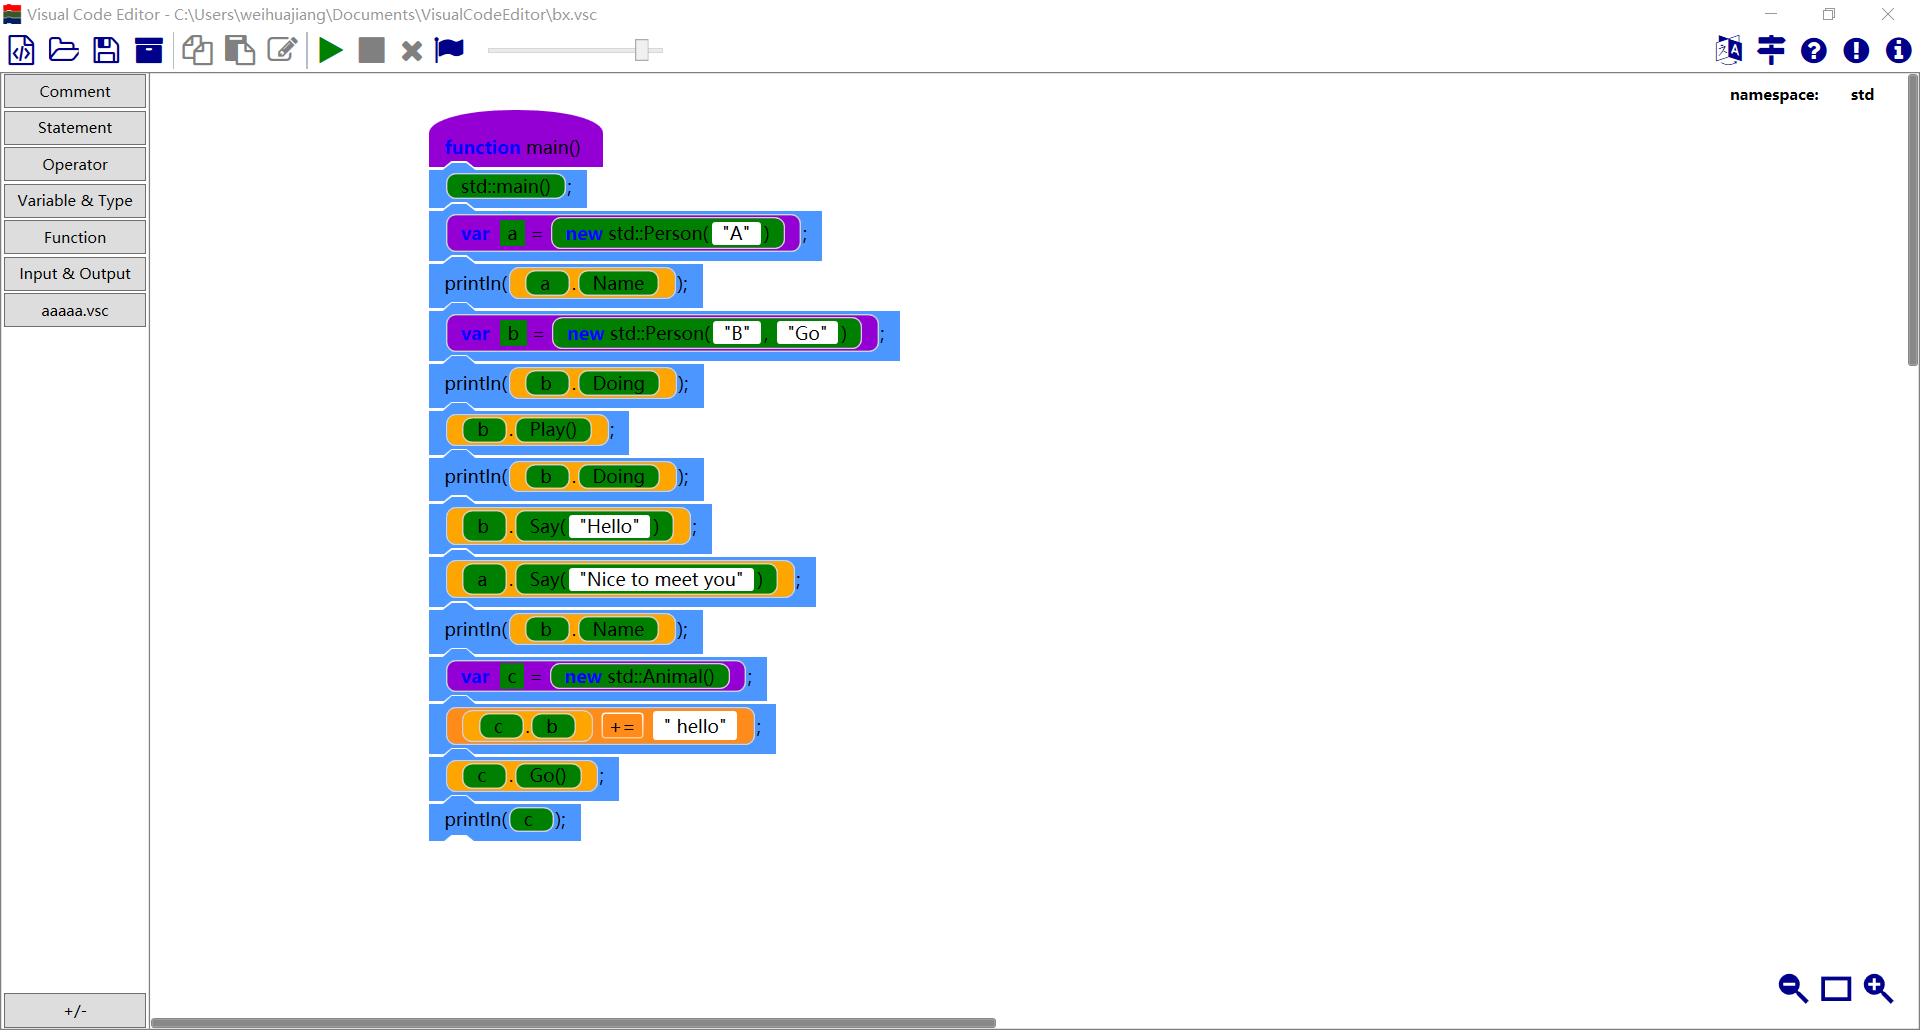 Visual Code Editor - C:\Users\weihuajiang\Documents\VisualCodeEditor\bx.vsc
Comment
Statement
Operator
Variable & Type
Function
Input & Output
aaaaa.vsc
+/-
namespace: std
function main()
std::main() ;
var a = new std::Person( "A" ) ;
println( a . Name );
var b = new std::Person( "B" , "Go" ) ;
println( b . Doing );
b . Play() ;
println( b . Doing );
b . Say( "Hello" ) ;
a . Say( "Nice to meet you" ) ;
println( b . Name );
var c = new std::Animal() ;
c . b += " hello" ;
c . Go() ;
println( c );